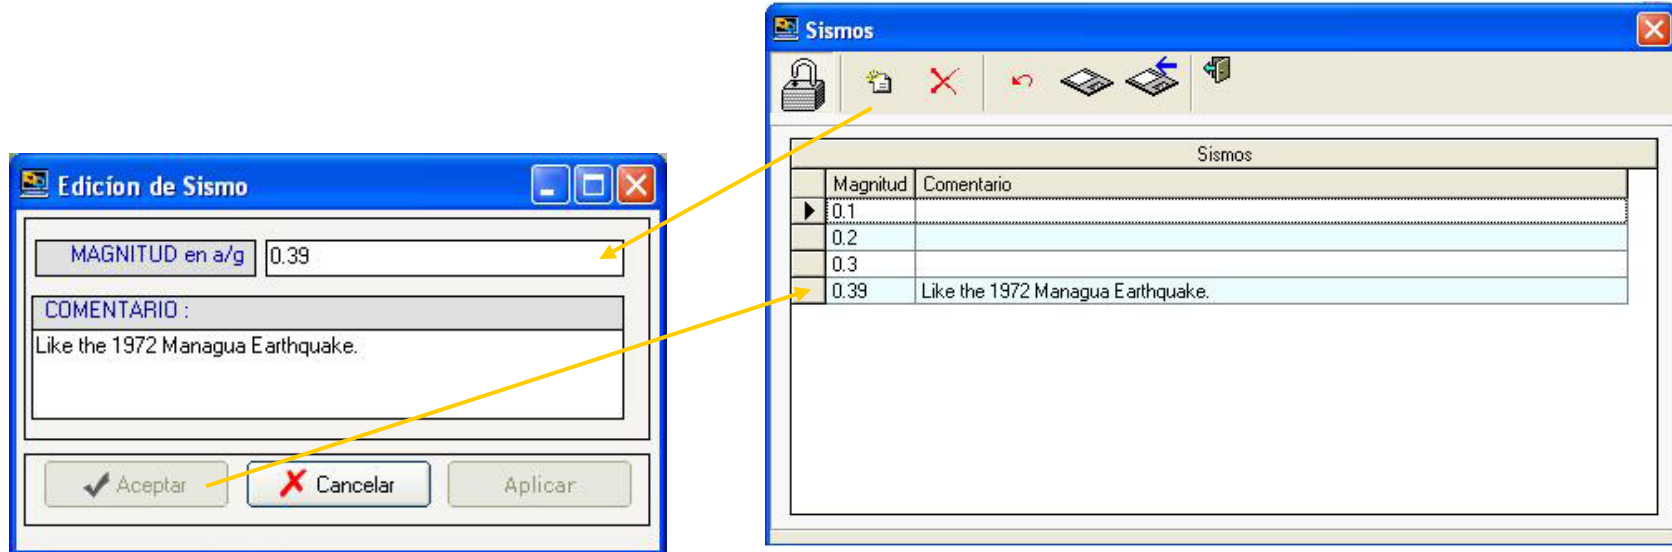 Edicíon de Sismo
MAGNITUD en a/g 0.39
COMENTARIO :
Like the 1972 Managua Earthquake.
Aceptar Cancelar Aplicar
Sismos
Sismos
Magnitud Comentario
0.1
0.2
0.3
0.39 Like the 1972 Managua Earthquake.